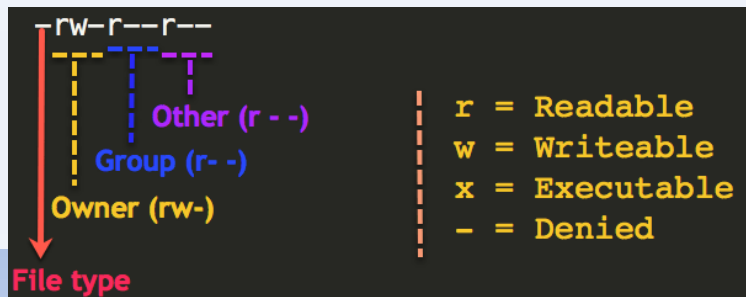 -rw-r--r--
Other (r - -)
Group (r- -)
Owner (rw-)
File type
r = Readable
w = Writeable
x = Executable
- = Denied